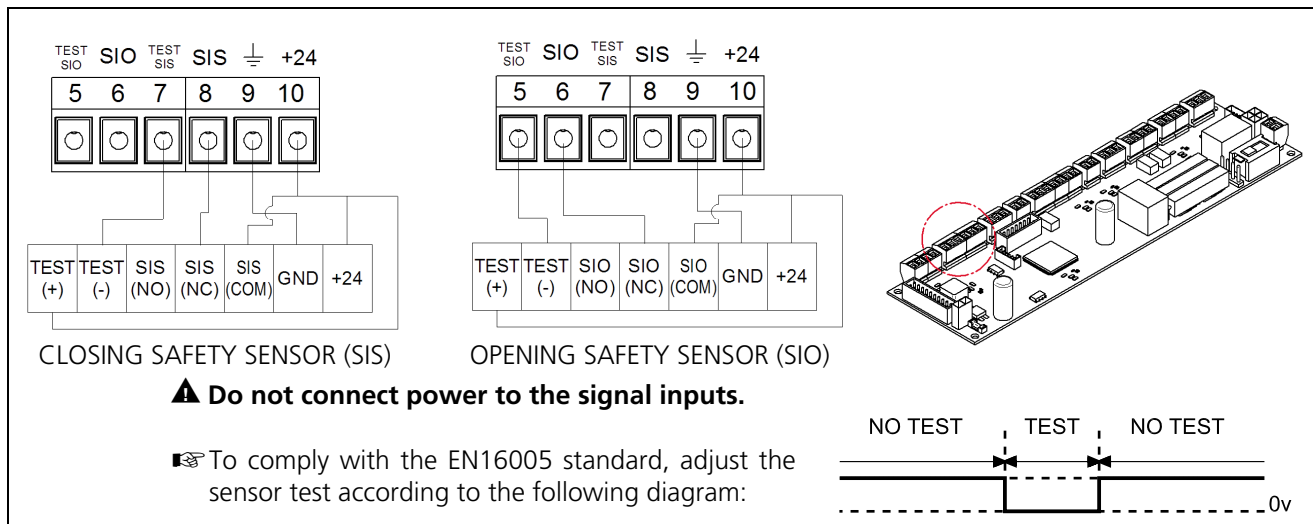 TEST SIO SIO TEST SIS SIS +24
5 6 7 8 9 10
TEST (+) TEST (-) SIS (NO) SIS (NC) SIS (COM) GND +24
CLOSING SAFETY SENSOR (SIS)
TEST SIO SIO TEST SIS SIS +24
5 6 7 8 9 10
TEST (+) TEST (-) SIO (NO) SIO (NC) SIO (COM) GND +24
OPENING SAFETY SENSOR (SIO)
Do not connect power to the signal inputs.
To comply with the EN16005 standard, adjust the
sensor test according to the following diagram:
NO TEST TEST NO TEST
0v